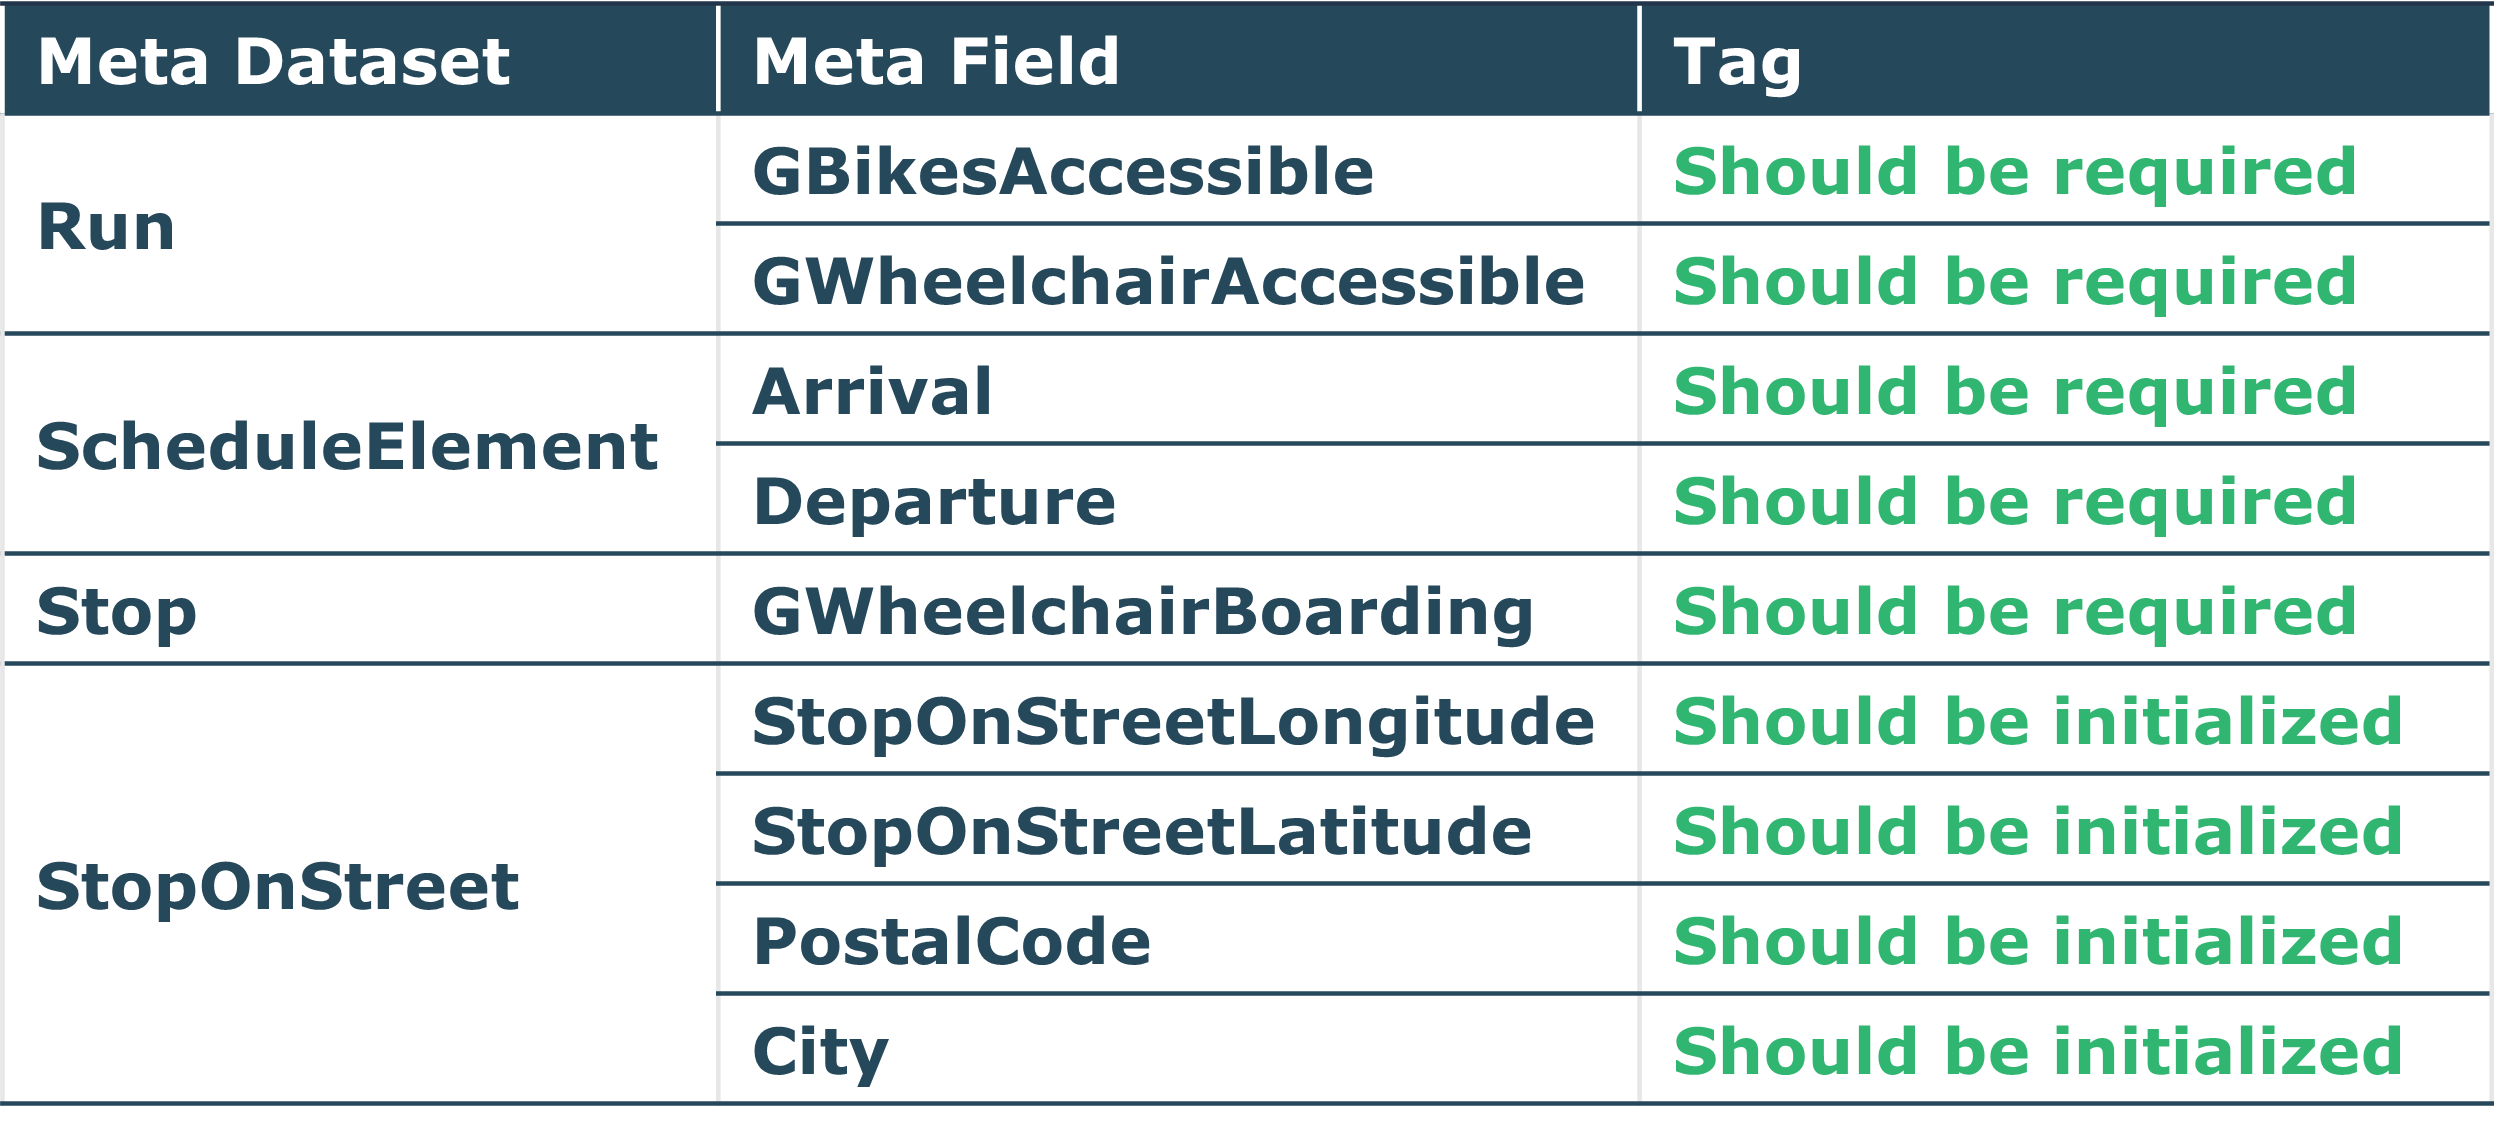 Meta Dataset Meta Field Tag
Run GBikesAccessible Should be required
GWheelchairAccessible Should be required
ScheduleElement Arrival Should be required
Departure Should be required
Stop GWheelchairBoarding Should be required
StopOnStreet StopOnStreetLongitude Should be initialized
StopOnStreetLatitude Should be initialized
PostalCode Should be initialized
City Should be initialized